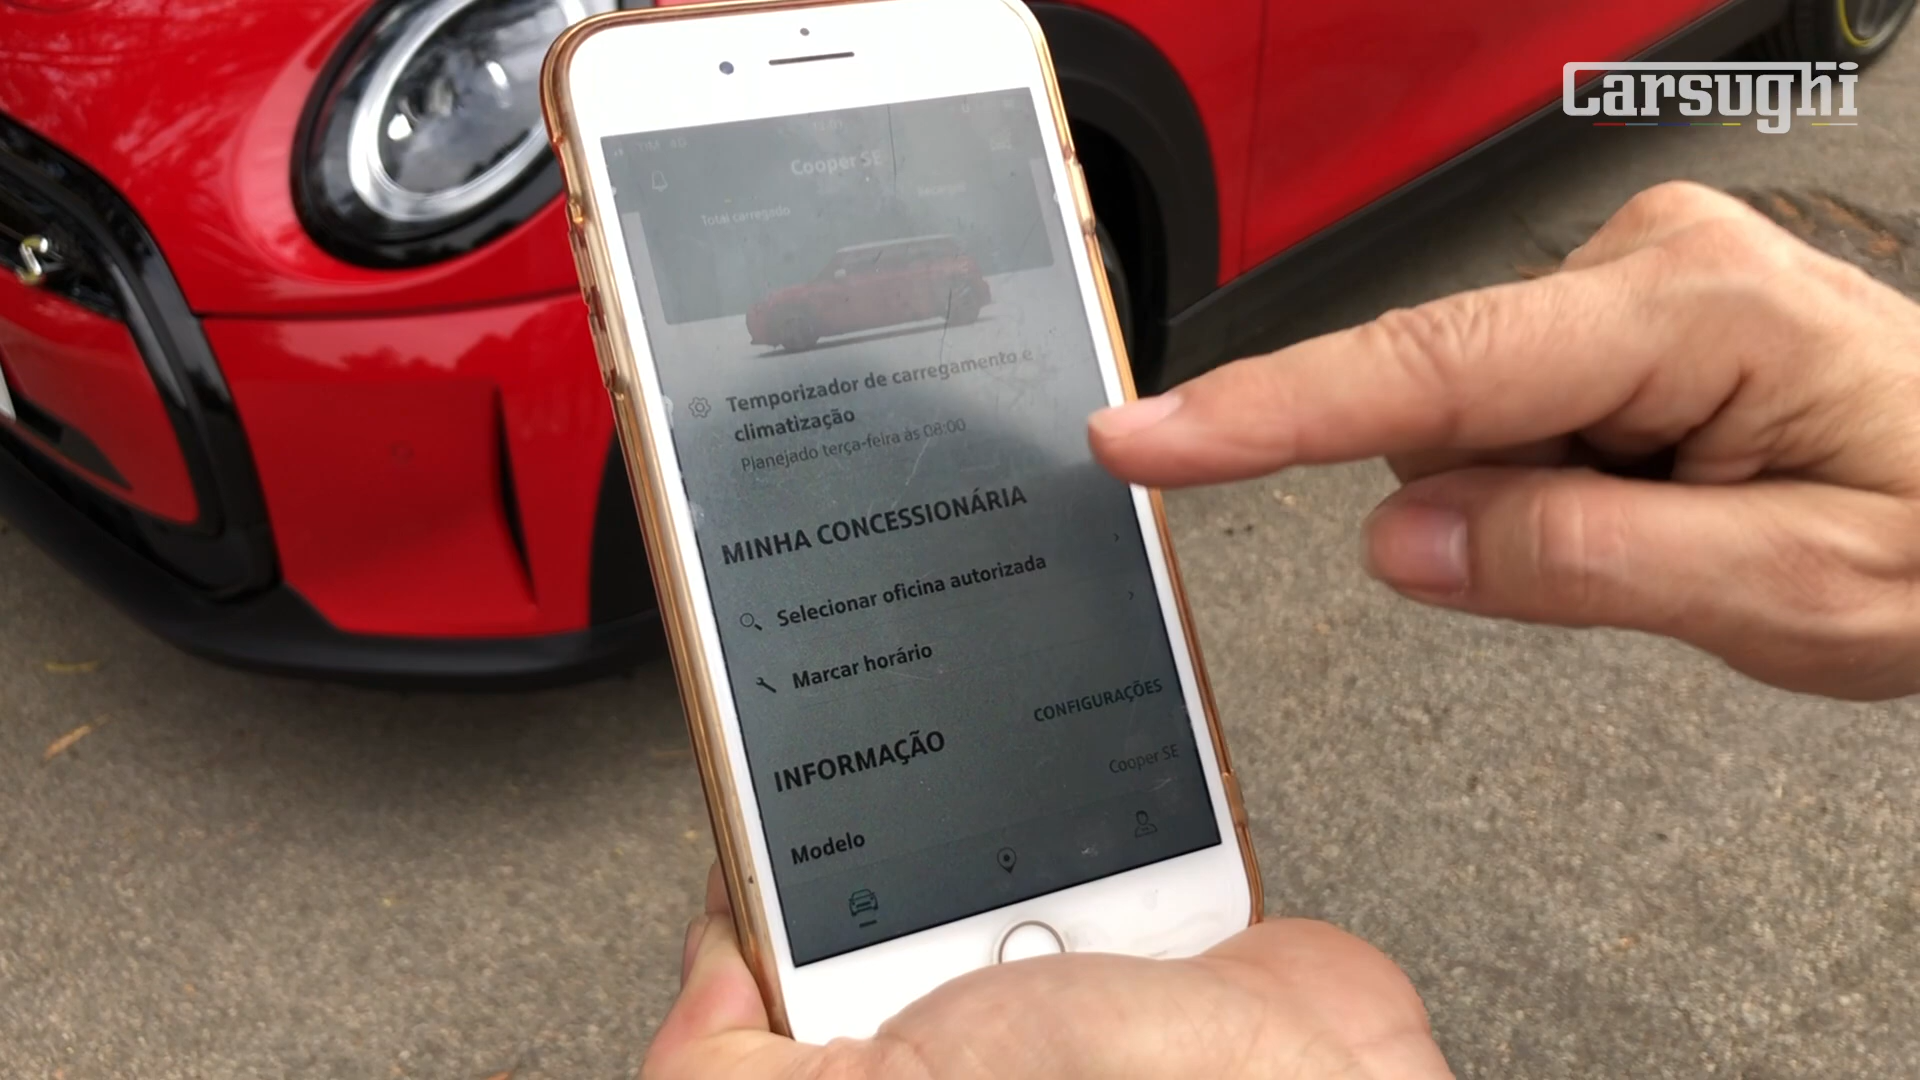 Carsughi
Cooper SE
Total carregado
Recargas
Temporizador de carregamento e
climatização
Planejado terça-feira às 08:00
MINHA CONCESSIONÁRIA
Selecionar oficina autorizada
Marcar horário
INFORMAÇÃO
CONFIGURAÇÕES
Modelo
Cooper SE